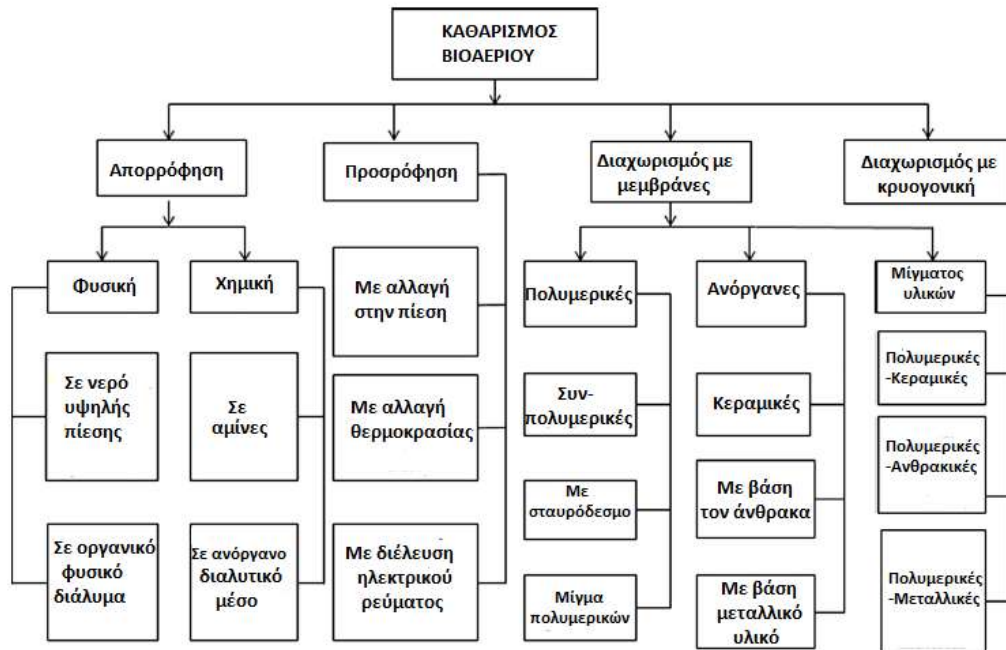 ΚΑΘΑΡΙΣΜΟΣ
ΒΙΟΑΕΡΙΟΥ
Απορρόφηση
Προσρόφηση
Διαχωρισμός με
μεμβράνες
Διαχωρισμός με
κρυογονική
Φυσική
Χημική
Με αλλαγή
στην πίεση
Πολυμερικές
Ανόργανες
Μίγματος
υλικών
Σε νερό
υψηλής
πίεσης
Σε
αμίνες
Με αλλαγή
θερμοκρασίας
Συν-
πολυμερικές
Κεραμικές
Πολυμερικές
-Κεραμικές
Πολυμερικές
-Ανθρακικές
Με
σταυρόδεσμο
Με βάση
τον άνθρακα
Σε οργανικό
φυσικό
διάλυμα
Σε ανόργανο
διαλυτικό
μέσο
Με διέλευση
ηλεκτρικού
ρεύματος
Μίγμα
πολυμερικών
Με βάση
μεταλλικό
υλικό
Πολυμερικές
-Μεταλλικές